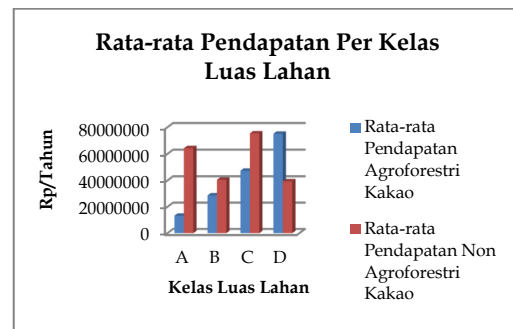 Rata-rata Pendapatan Per Kelas
Luas Lahan
Rp/Tahun
80000000
60000000
40000000
20000000
0
A B C D
Kelas Luas Lahan
Rata-rata
Pendapatan
Agroforestri
Kakao
Rata-rata
Pendapatan Non
Agroforestri
Kakao